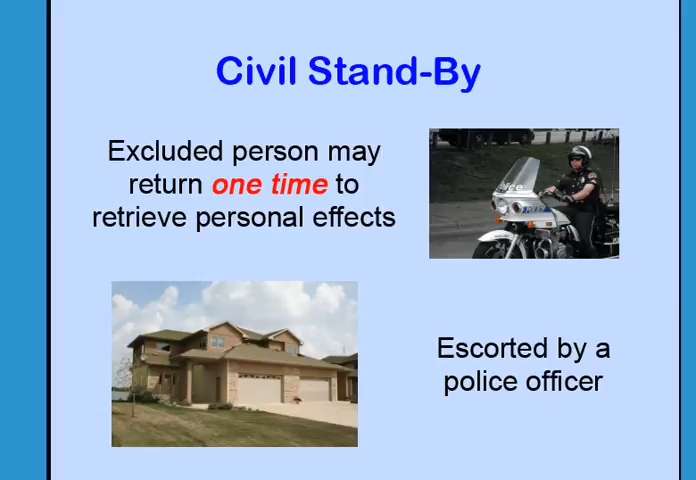 Civil Stand-By
Excluded person may
return one time to
retrieve personal effects
Escorted by a
police officer